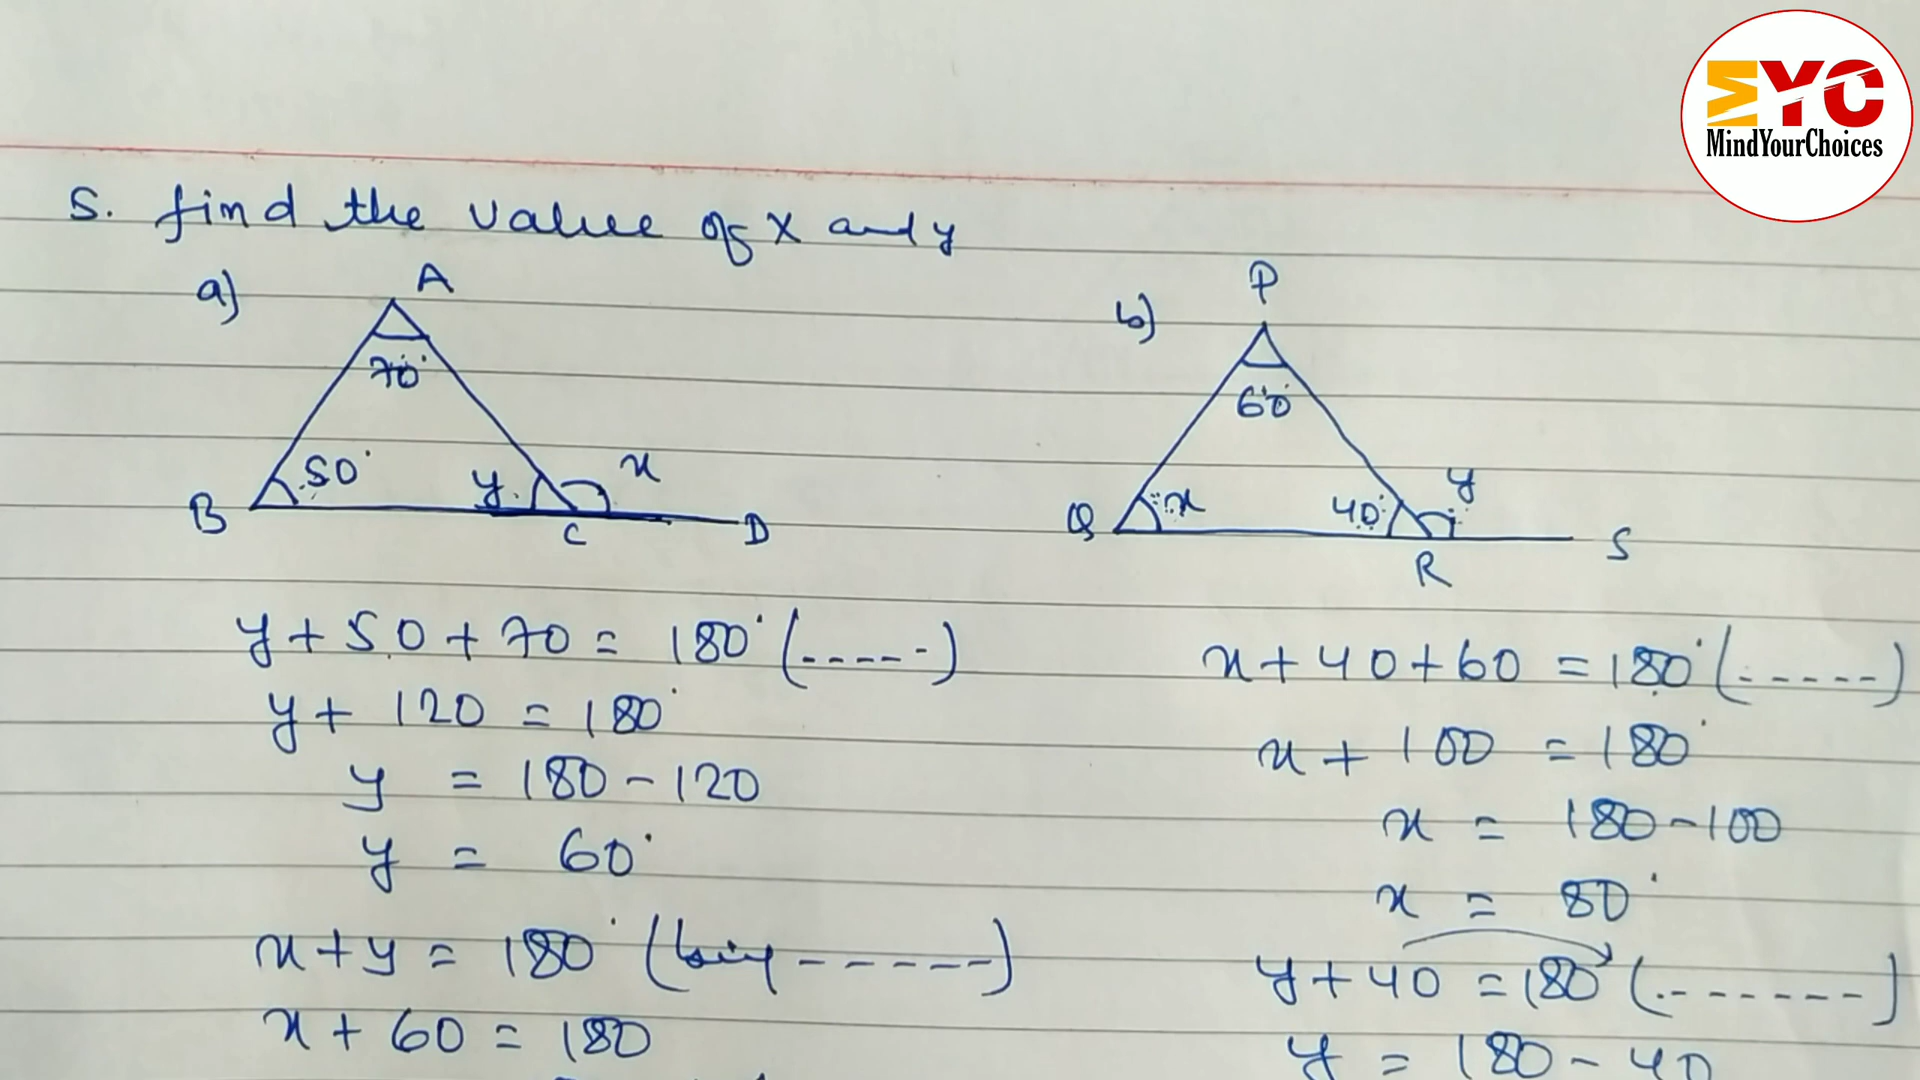 MYC
MindYourChoices
5. find the value of x and y
a)
A
70°
50°
y
x
B
C
D
y + 50 + 70 = 180° (-----)
y + 120 = 180°
y = 180 - 120
y = 60°
x + y = 180° (------)
x + 60 = 180
b)
P
60°
x
40°
y
Q
R
S
x + 40 + 60 = 180° (-----)
x + 100 = 180°
x = 180 - 100
x = 80°
y + 40 = 180° (------)
y = 180 - 40